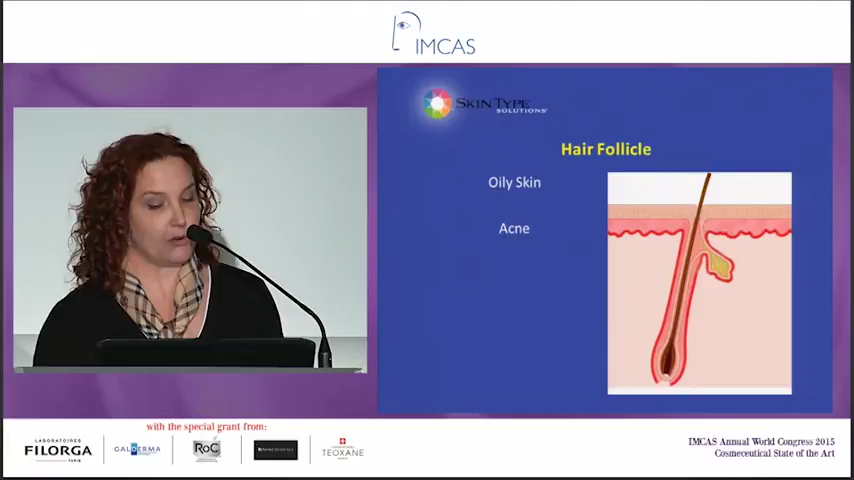 IMCAS
SKIN TYPE
SOLUTIONS
Hair Follicle
Oily Skin
Acne
with the special grant from:
LABORATOIRES
FILORGA
PARIS
GALDERMA
RoC
TEOXANE
IMCAS Annual World Congress 2015
Cosmeceutical State of the Art